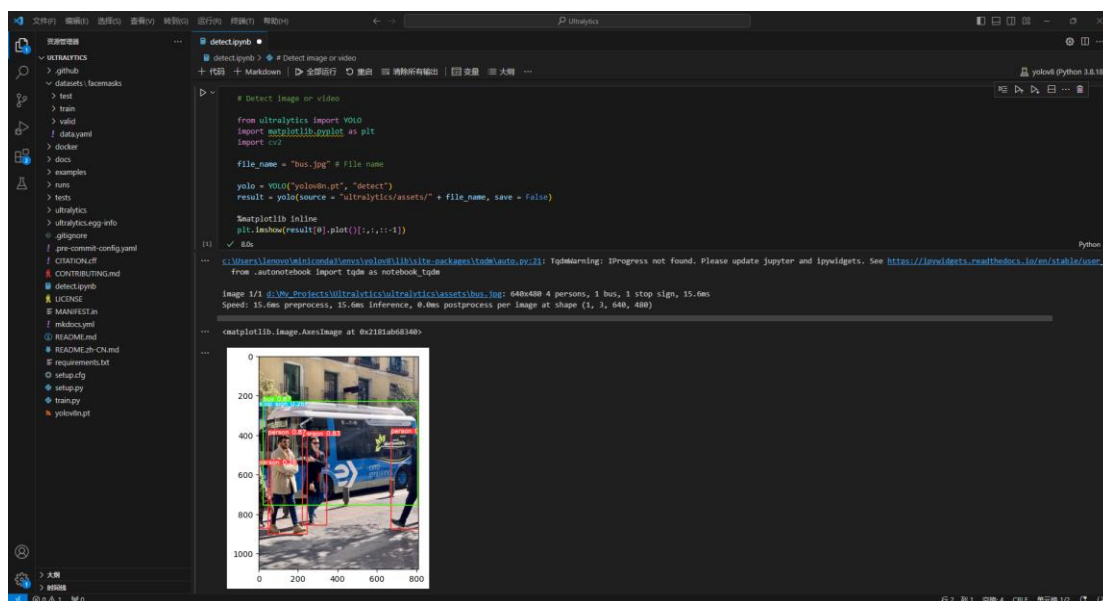 文件(F) 编辑(E) 选择(S) 查看(V) 转到(G) 运行(R) 终端(T) 帮助(H)
Ultralytics
资源管理器
ULTRALYTICS
.github
datasets \ facemasks
test
train
valid
data.yaml
docker
docs
examples
runs
tests
ultralytics
ultralytics.egg-info
.gitignore
.pre-commit-config.yaml
CITATION.cff
CONTRIBUTING.md
detect.ipynb
LICENSE
MANIFEST.in
mkdocs.yml
README.md
README.zh-CN.md
requirements.txt
setup.cfg
setup.py
train.py
yolov8n.pt
大纲
时间线
detect.ipynb
detect.ipynb > # Detect image or video
+ 代码 + Markdown 全部运行 重启 清除所有输出 变量 大纲 ...
yolov8 (Python 3.8.18
# Detect image or video
from ultralytics import YOLO
import matplotlib.pyplot as plt
import cv2
file_name = "bus.jpg" # File name
yolo = YOLO("yolov8n.pt", "detect")
result = yolo(source = "ultralytics/assets/" + file_name, save = False)
%matplotlib inline
plt.imshow(result[0].plot()[:,:,::-1])
[1] 8.0s
Python
c:\Users\lenovo\miniconda3\envs\yolov8\lib\site-packages\tqdm\auto.py:21: TqdmWarning: IProgress not found. Please update jupyter and ipywidgets. See https://ipywidgets.readthedocs.io/en/stable/user_
from .autonotebook import tqdm as notebook_tqdm
image 1/1 d:\My_Projects\Ultralytics\ultralytics\assets\bus.jpg: 640x480 4 persons, 1 bus, 1 stop sign, 15.6ms
Speed: 15.6ms preprocess, 15.6ms inference, 0.0ms postprocess per image at shape (1, 3, 640, 480)
<matplotlib.image.AxesImage at 0x2181ab68340>
0
200
bus 0.87
400
person 0.87 person 0.83 person
600
800
1000
0 200 400 600 800